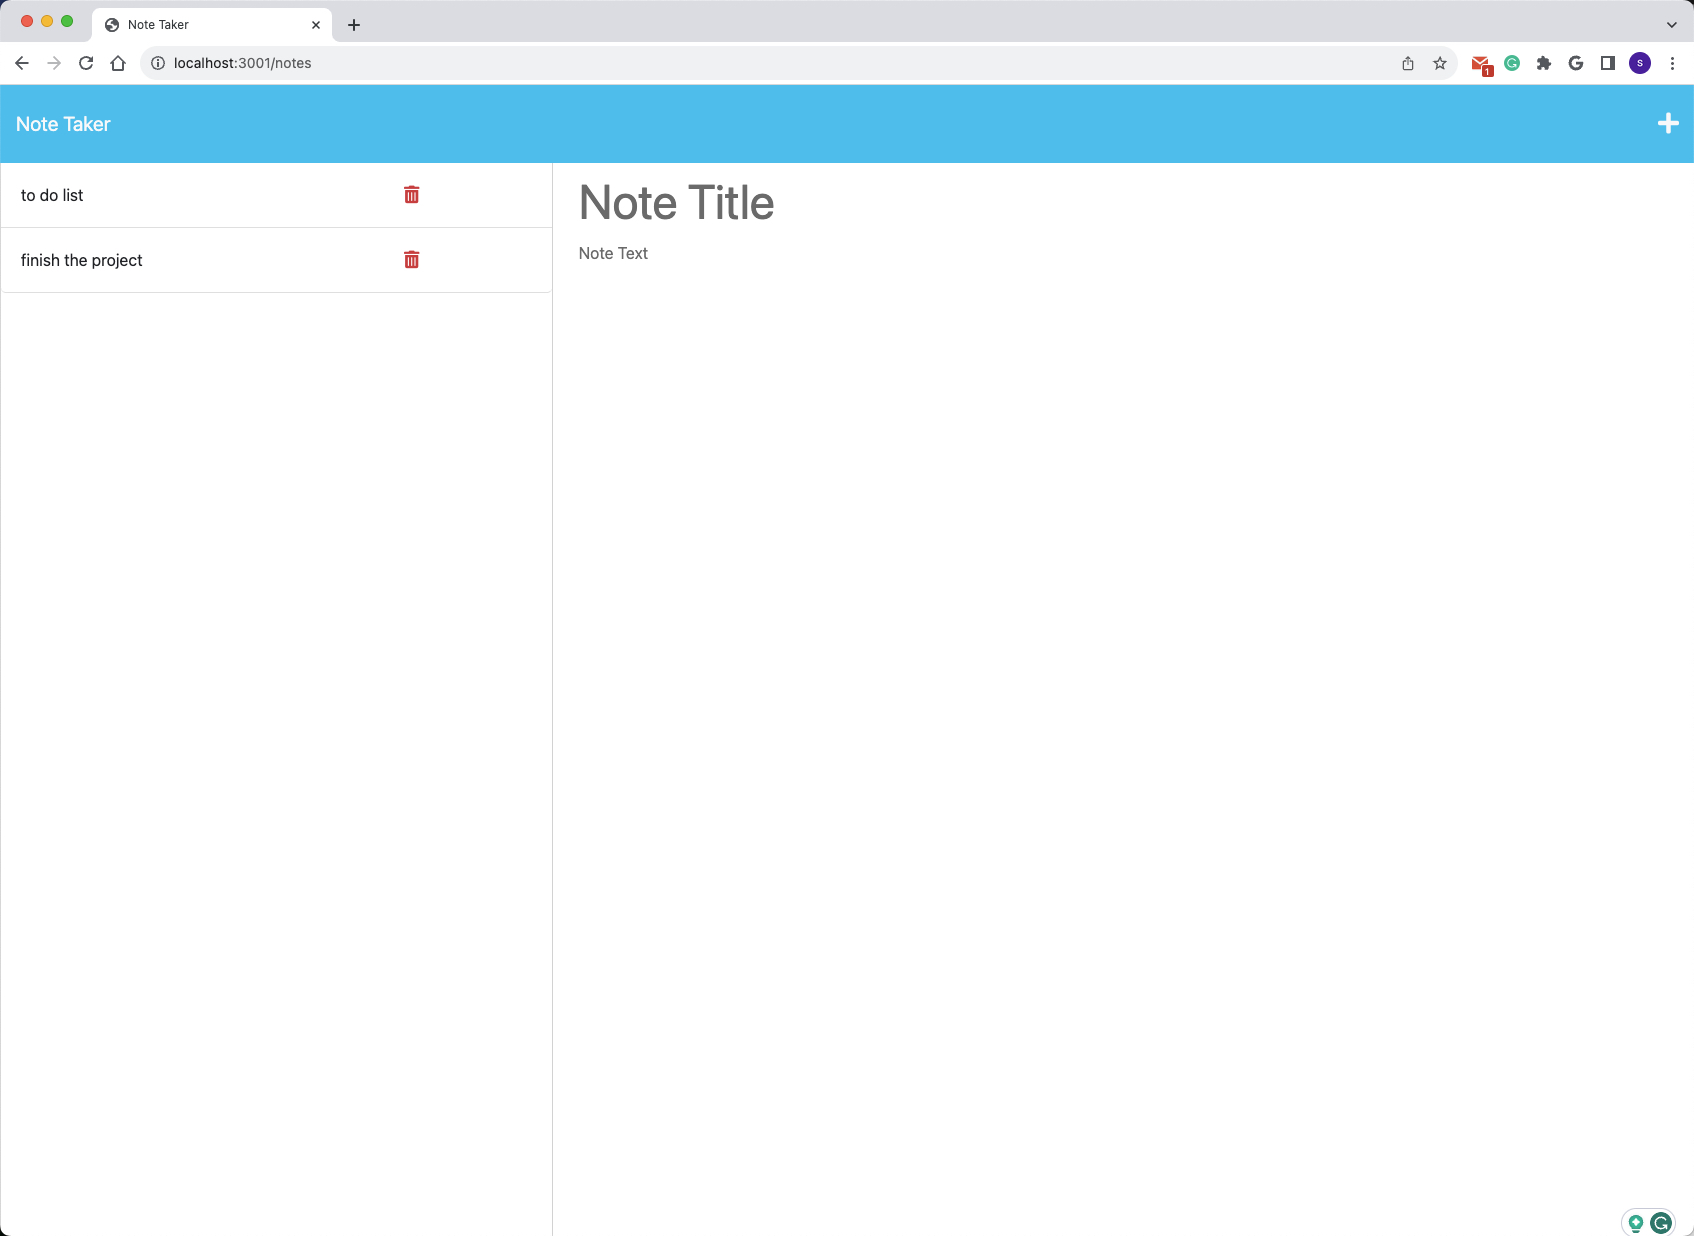 Note Taker
localhost:3001/notes
1
s
Note Taker
to do list
finish the project
Note Title
Note Text